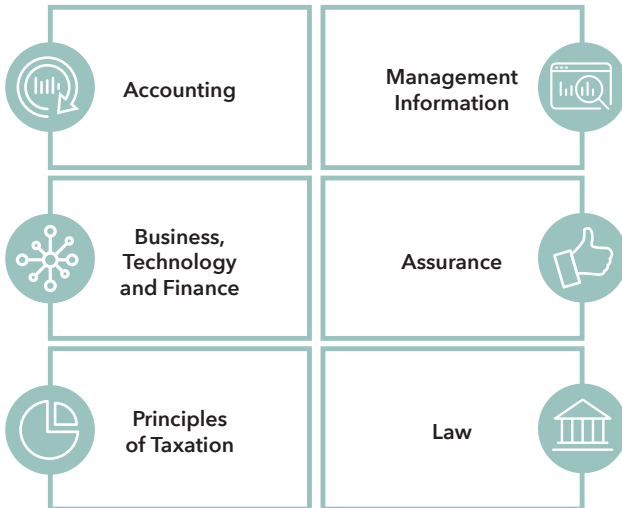 Accounting
Management
Information
Business,
Technology
and Finance
Assurance
Principles
of Taxation
Law